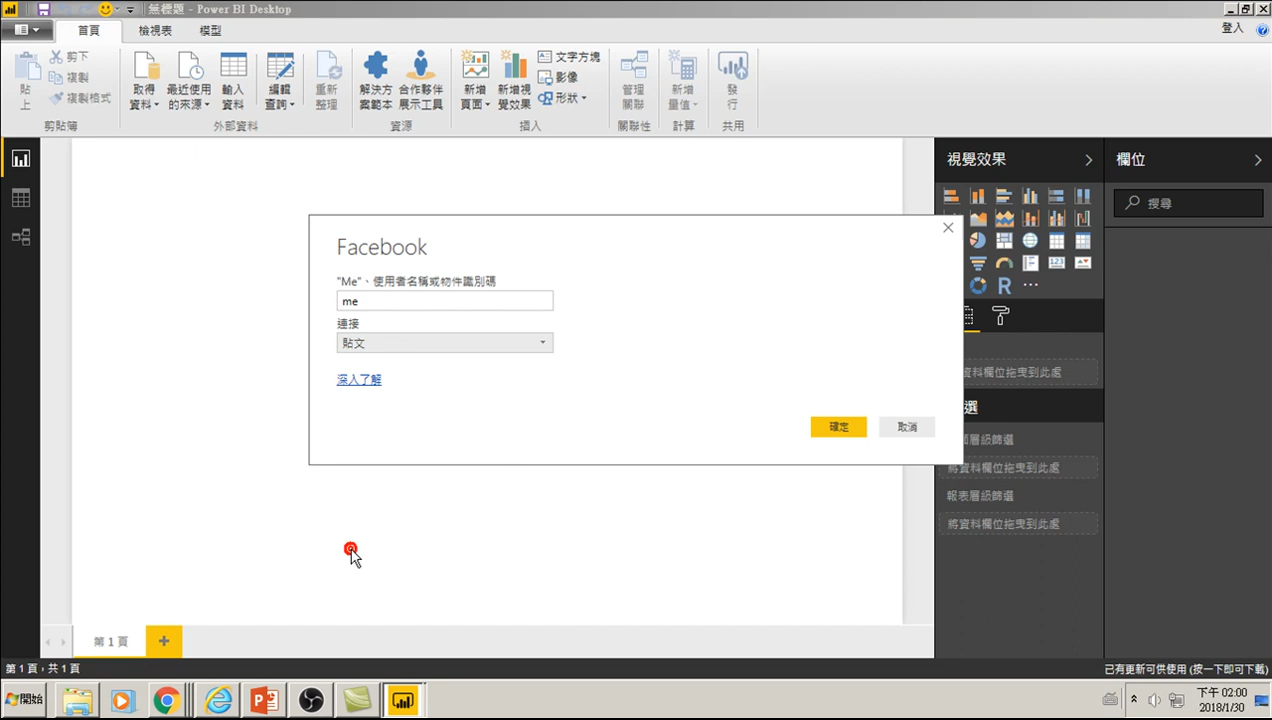 無標題 - Power BI Desktop
首頁
檢視表
模型
登入
貼上
剪下
複製
複製格式
剪貼簿
取得資料
最近使用的來源
輸入資料
編輯查詢
外部資料
重新整理
解決方案範本
合作夥伴展示工具
資源
新增頁面
新增視覺效果
文字方塊
影像
形狀
插入
管理關聯
關聯性
新增量值
計算
發行
共用
視覺效果
欄位
搜尋
R
Facebook
"Me"、使用者名稱或物件識別碼
me
連接
貼文
深入了解
確定
取消
資料欄位拖曳到此處
選
面層級篩選
將資料欄位拖曳到此處
報表層級篩選
將資料欄位拖曳到此處
第 1 頁
第 1 頁，共 1 頁
已有更新可供使用 (按一下即可下載)
開始
下午 02:00
2018/1/30